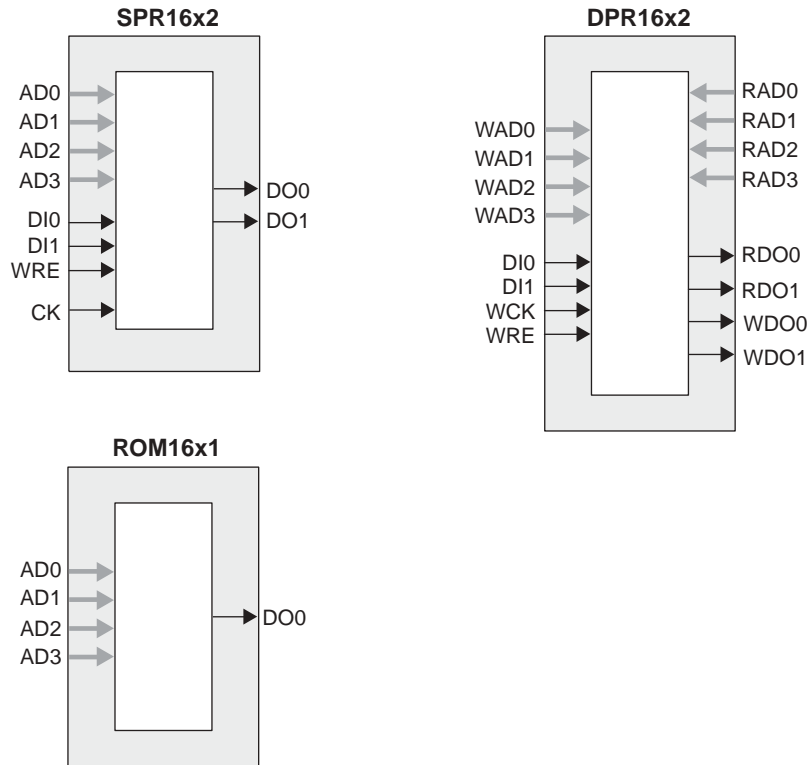 SPR16x2
AD0
AD1
AD2
AD3
DI0
DI1
WRE
CK
DO0
DO1
DPR16x2
WAD0
WAD1
WAD2
WAD3
DI0
DI1
WCK
WRE
RAD0
RAD1
RAD2
RAD3
RDO0
RDO1
WDO0
WDO1
ROM16x1
AD0
AD1
AD2
AD3
DO0